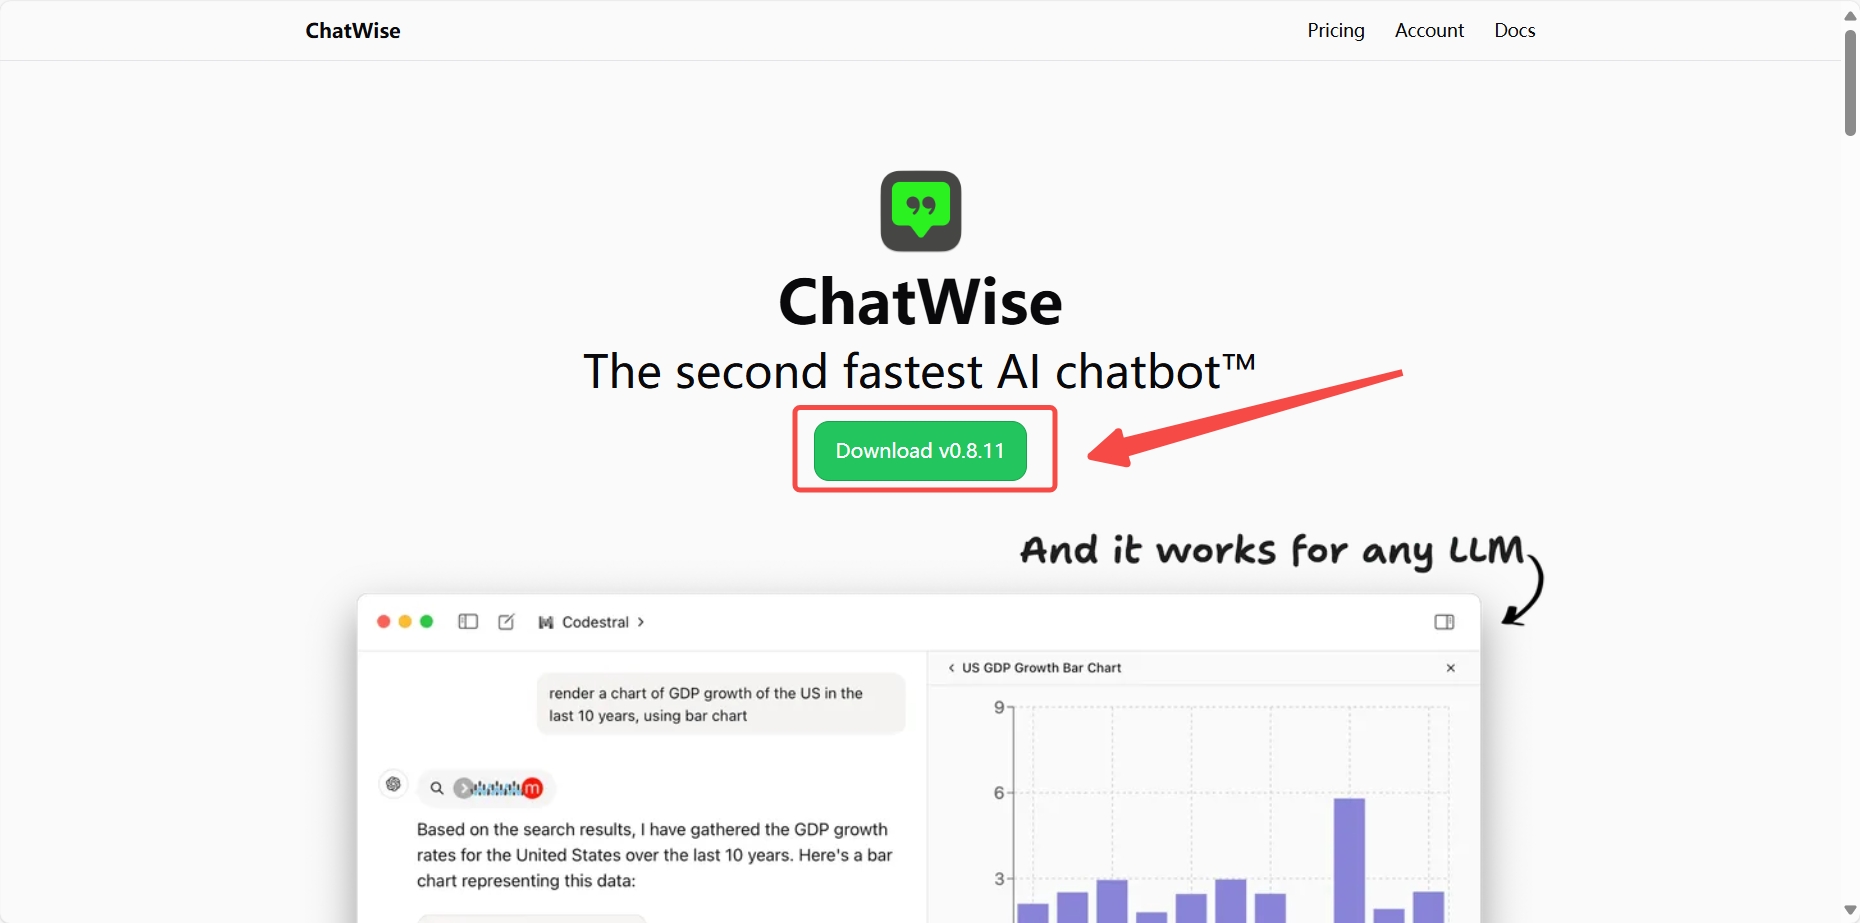 ChatWise
Pricing
Account
Docs
ChatWise
The second fastest AI chatbot™
Download v0.8.11
And it works for any LLM
Codestral
US GDP Growth Bar Chart
render a chart of GDP growth of the US in the
last 10 years, using bar chart
m
Based on the search results, I have gathered the GDP growth
rates for the United States over the last 10 years. Here's a bar
chart representing this data:
9
6
3